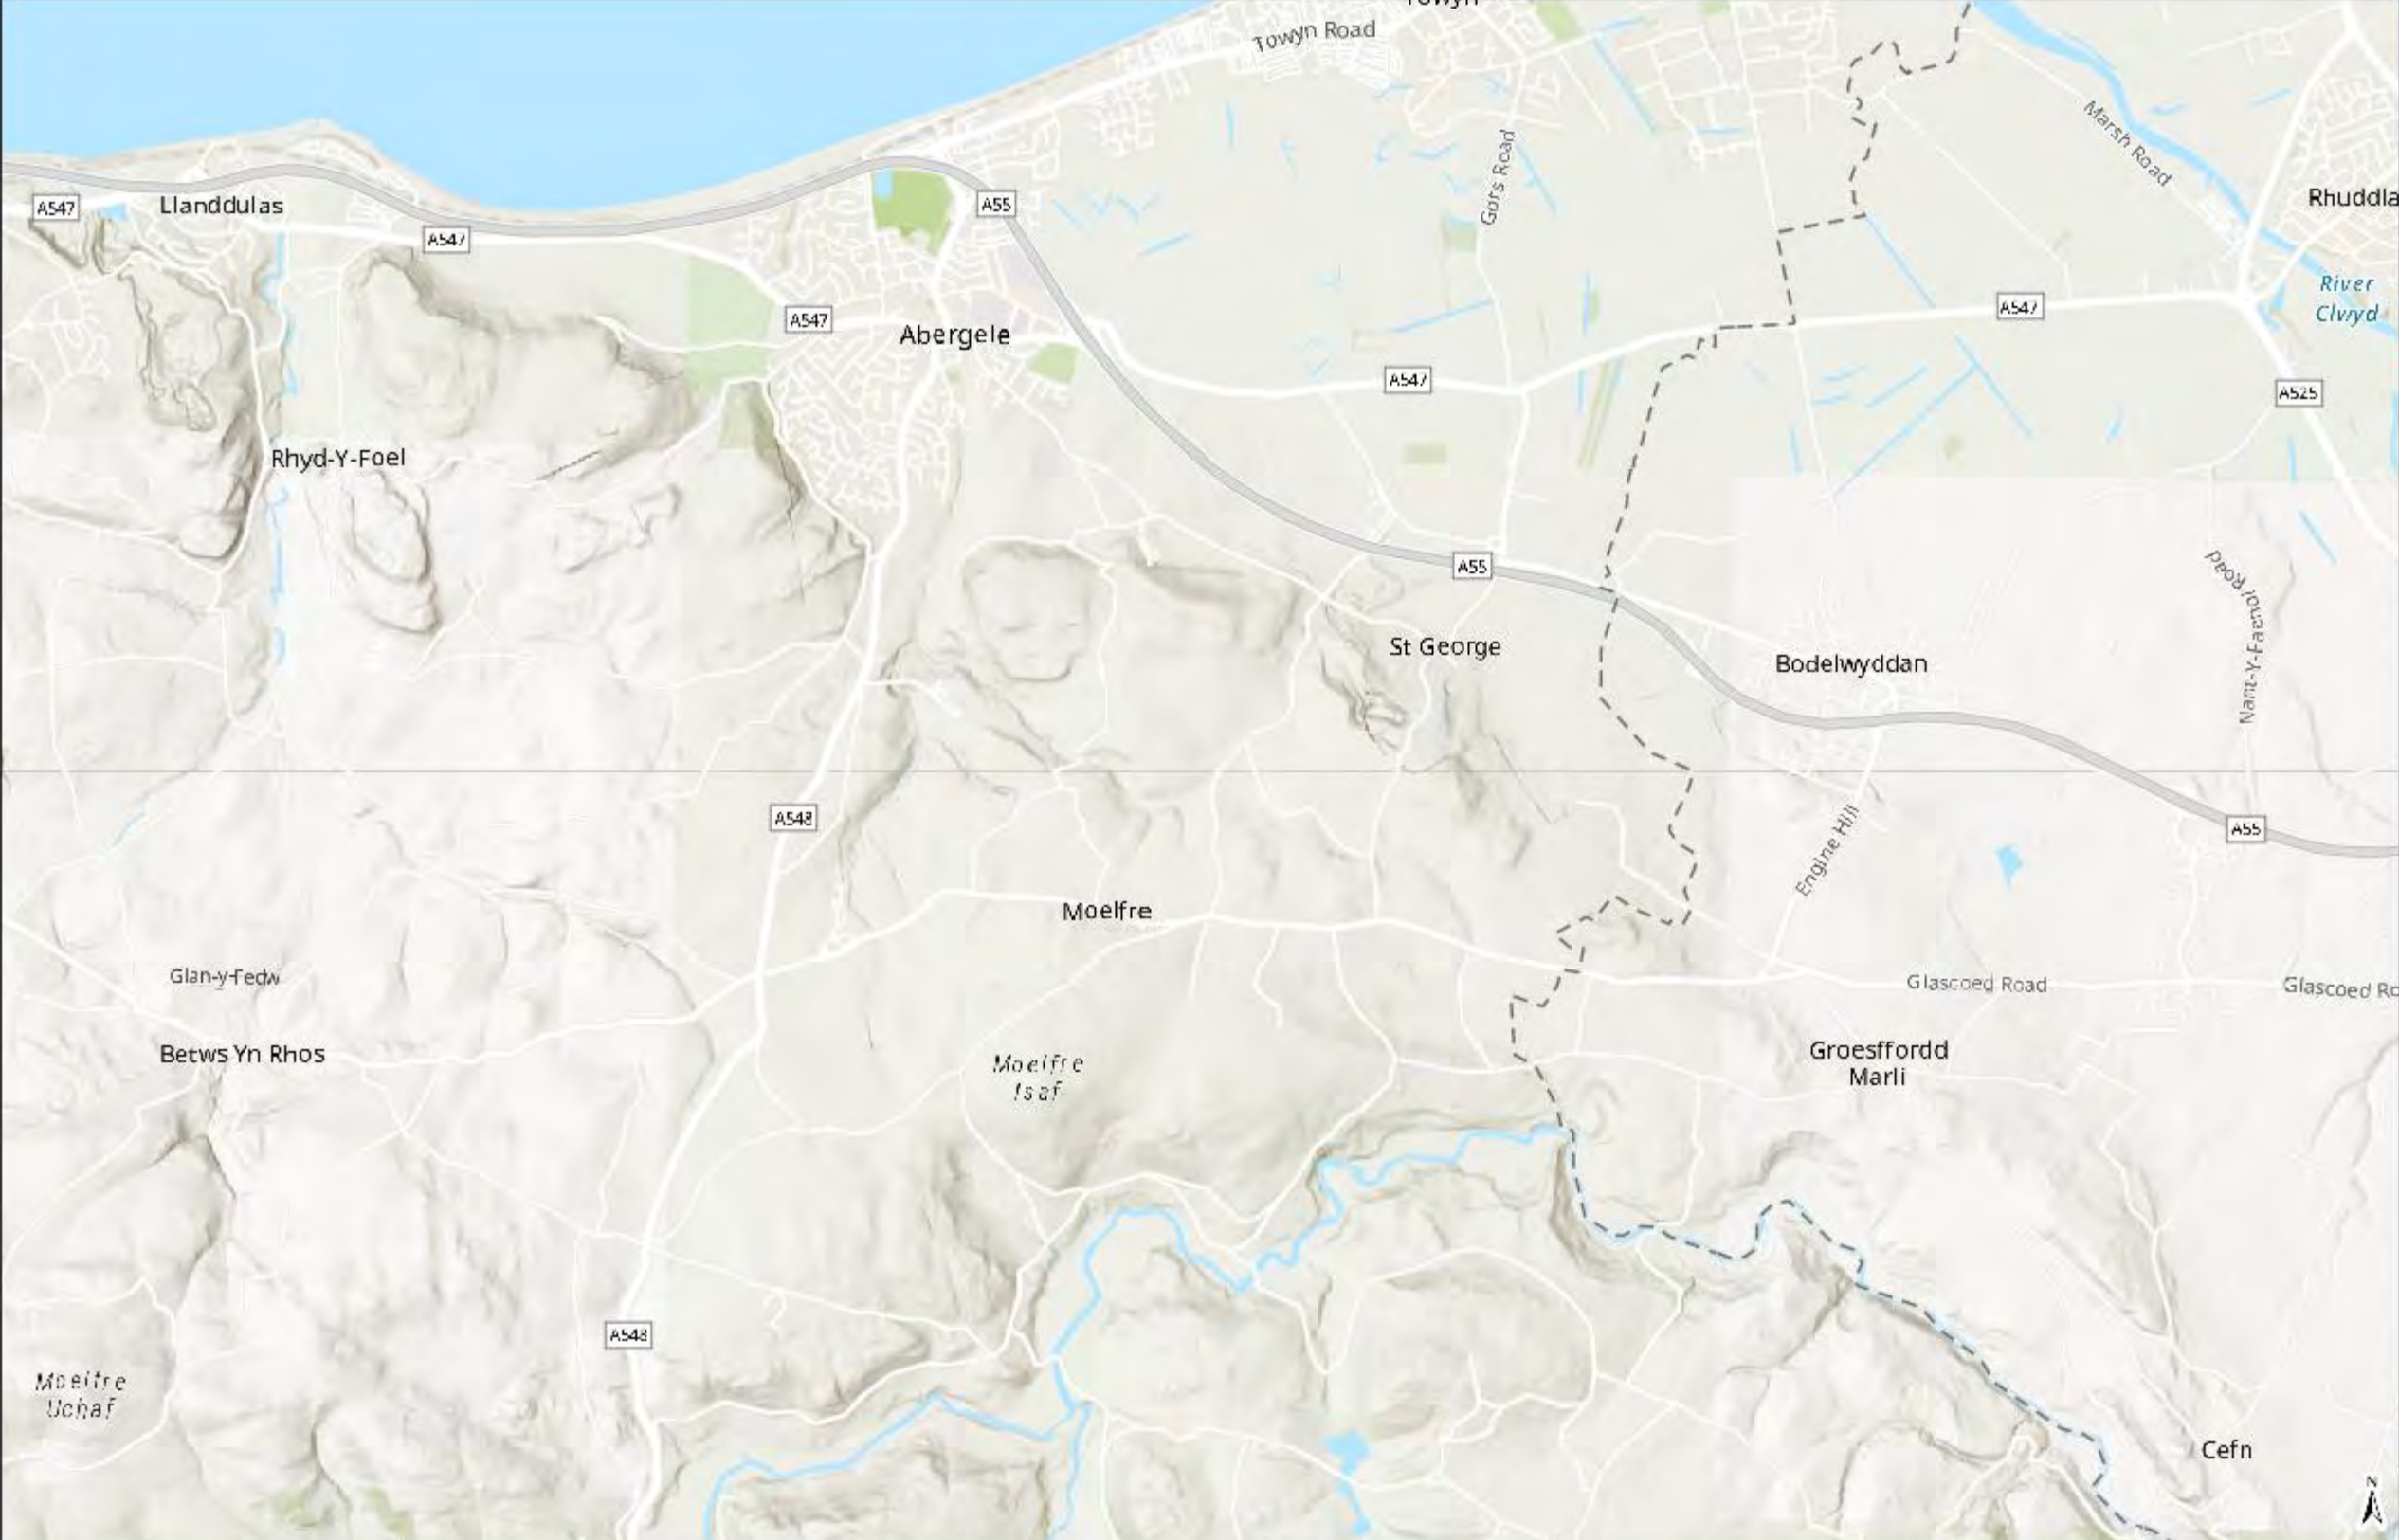 Towyn
Towyn Road
Marsh Road
Gors Road
A547
Llanddulas
A547
A55
Rhuddla
River
Clwyd
A547
Abergele
A547
A547
A525
Rhyd-Y-Foel
A55
St George
Bodelwyddan
Nant-Y-Faenol Road
A548
Engine Hill
A55
Moelfre
Glan-y-Fedw
Glascoed Road
Glascoed Ro
Betws Yn Rhos
Moelfre
Isaf
Groesffordd
Marli
A548
Moelfre
Uchaf
Cefn
N